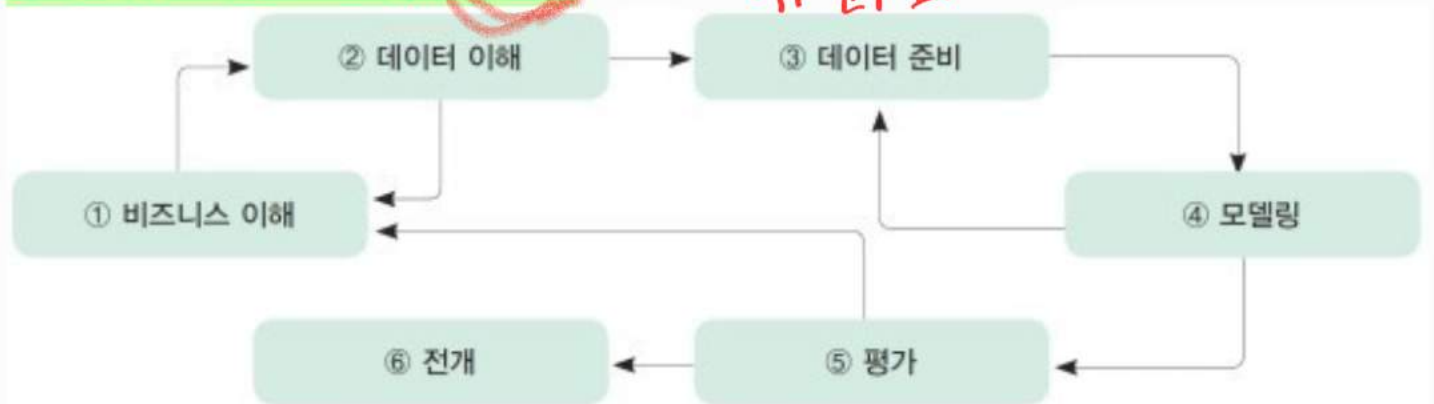 ② 데이터 이해
③ 데이터 준비
① 비즈니스 이해
④ 모델링
⑥ 전개
⑤ 평가